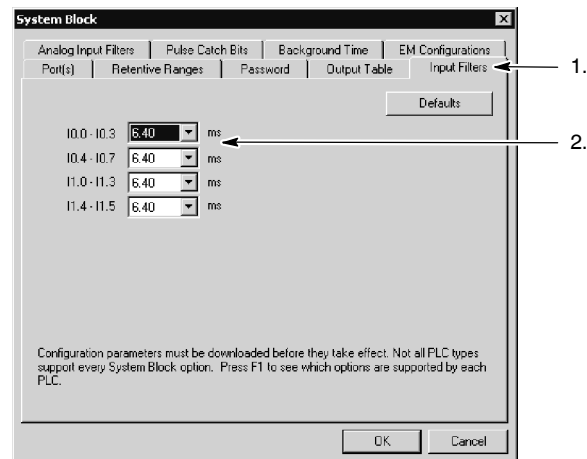 System Block
Analog Input Filters Pulse Catch Bits Background Time EM Configurations
Port(s) Retentive Ranges Password Output Table Input Filters
1.
Defaults
I0.0 - I0.3 6.40 ms
2.
I0.4 - I0.7 6.40 ms
I1.0 - I1.3 6.40 ms
I1.4 - I1.5 6.40 ms
Configuration parameters must be downloaded before they take effect. Not all PLC types
support every System Block option. Press F1 to see which options are supported by each
PLC.
OK Cancel